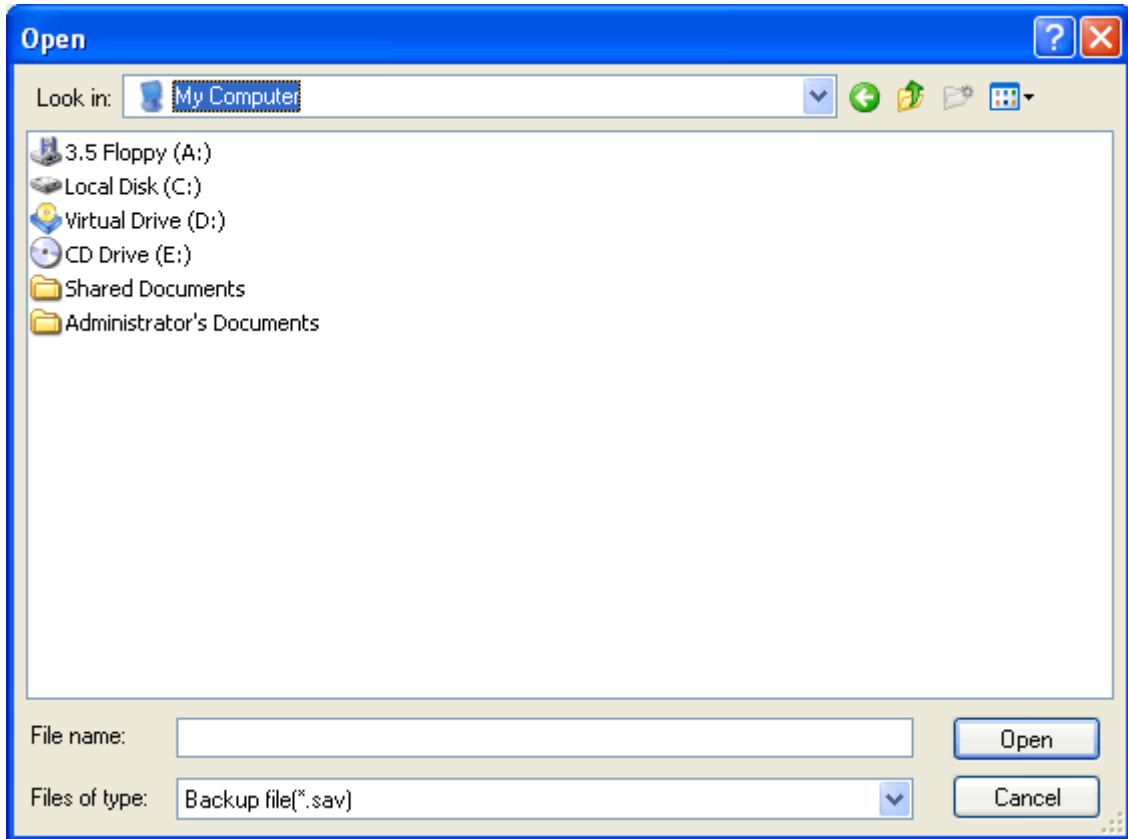 Open
Look in: My Computer
3.5 Floppy (A:)
Local Disk (C:)
Virtual Drive (D:)
CD Drive (E:)
Shared Documents
Administrator's Documents
File name: Open
Files of type: Backup file(*.sav) Cancel